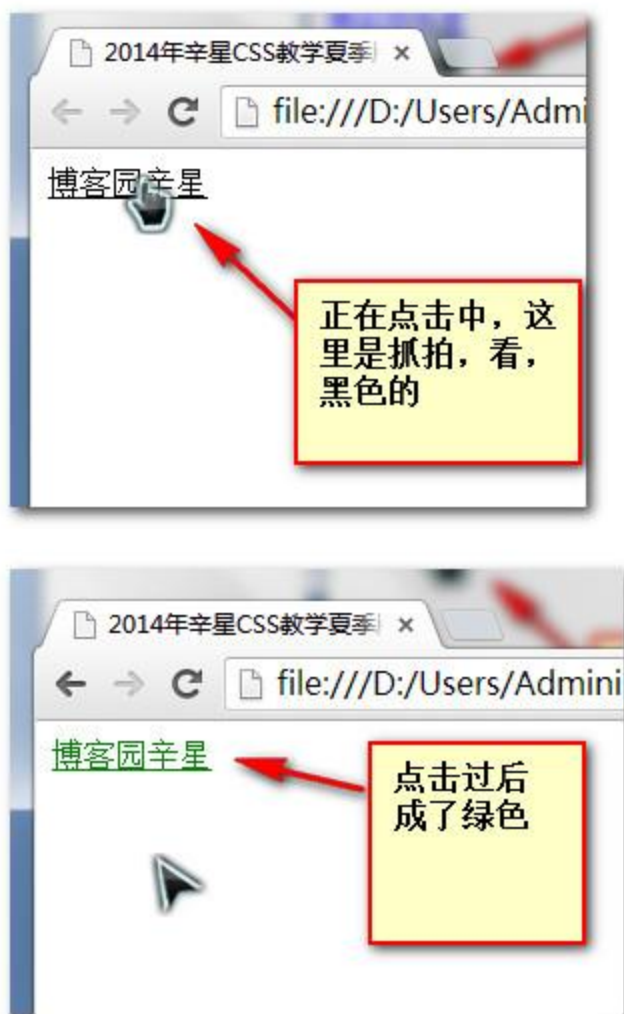 2014年辛星CSS教学夏季
file:///D:/Users/Admi
博客园辛星
正在点击中，这
里是抓拍，看，
黑色的
2014年辛星CSS教学夏季
file:///D:/Users/Admini
博客园辛星
点击过后
成了绿色